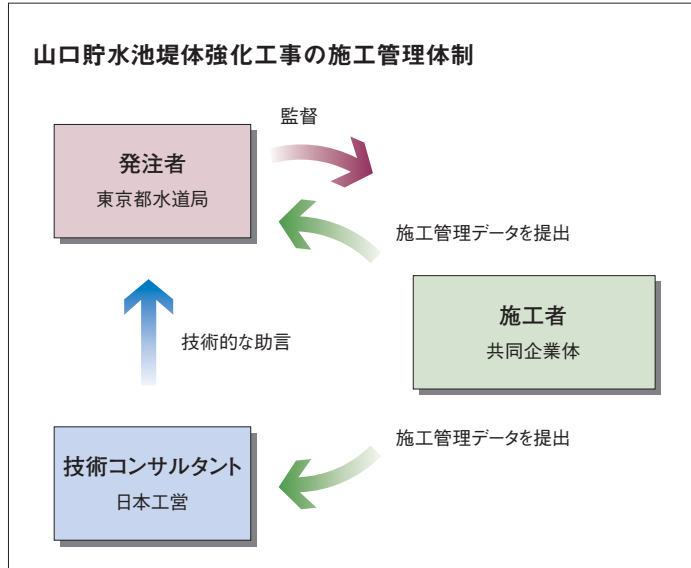 山口貯水池堤体強化工事の施工管理体制
監督
発注者
東京都水道局
施工管理データを提出
施工者
共同企業体
技術的な助言
施工管理データを提出
技術コンサルタント
日本工営